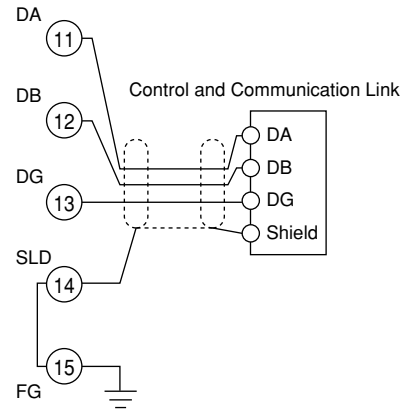 DA
11
Control and Communication Link
DB
12
DA
DB
DG
13
DG
Shield
SLD
14
15
FG